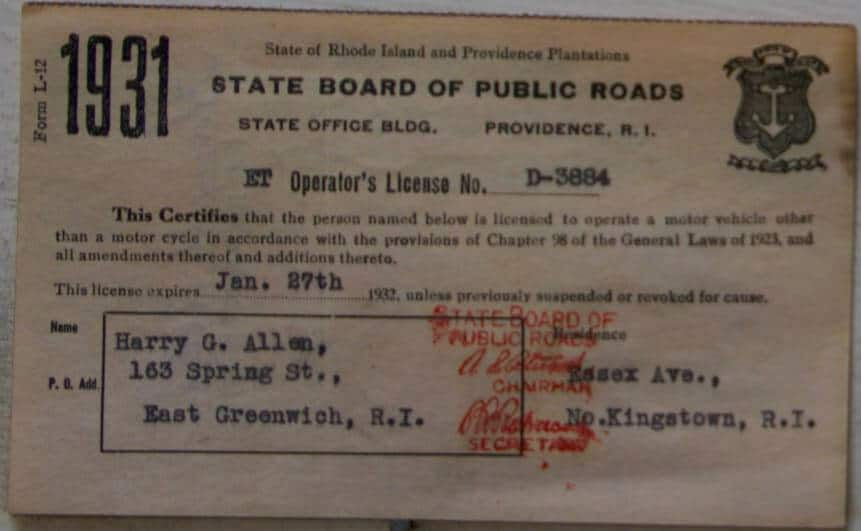 Form L-12
1931
State of Rhode Island and Providence Plantations
STATE BOARD OF PUBLIC ROADS
STATE OFFICE BLDG. PROVIDENCE, R. I.
ET Operator's License No. D-3884
This Certifies that the person named below is licensed to operate a motor vehicle other
than a motor cycle in accordance with the provisions of Chapter 98 of the General Laws of 1923, and
all amendments thereof and additions thereto.
This license expires Jan. 27th 1932, unless previously suspended or revoked for cause.
Name
P. O. Add.
Harry G. Allen,
163 Spring St.,
East Greenwich, R.I.
STATE BOARD OF
PUBLIC ROADS
CHAIRMAN
SECRETARY
Residence
Essex Ave.,
No.Kingstown, R.I.